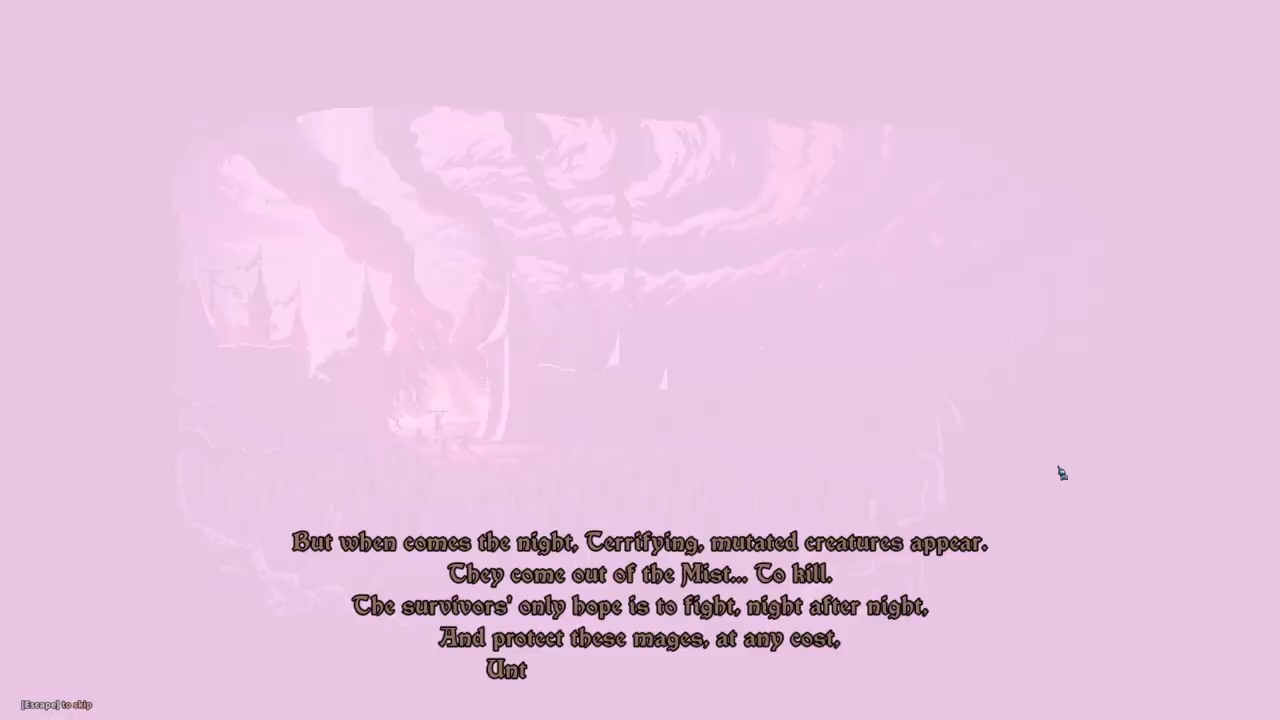 But when comes the night, Terrifying, mutated creatures appear.
They come out of the Mist... To kill.
The survivors' only hope is to fight, night after night,
And protect these mages, at any cost,
Unt
[Escape] to skip